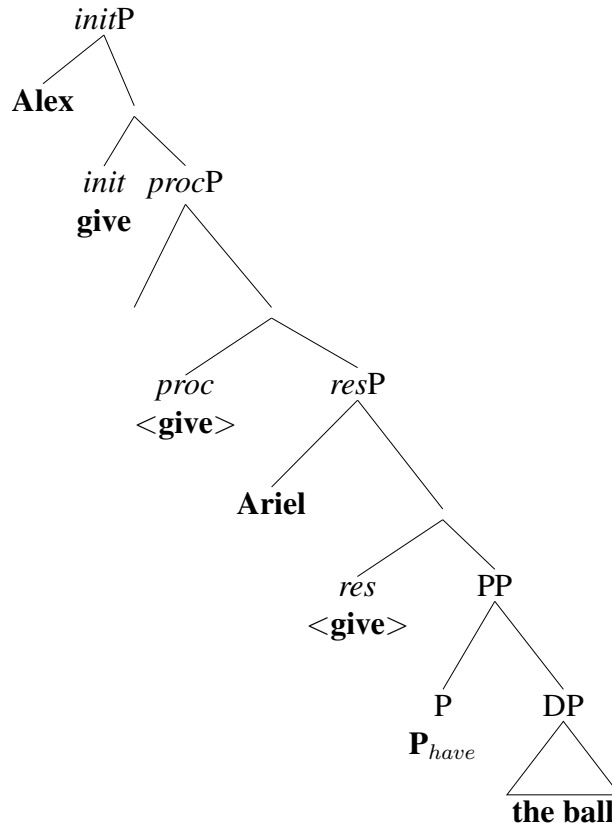 initP
Alex
init procP
give
proc resP
<give>
Ariel
res PP
<give>
P DP
P_have
the ball